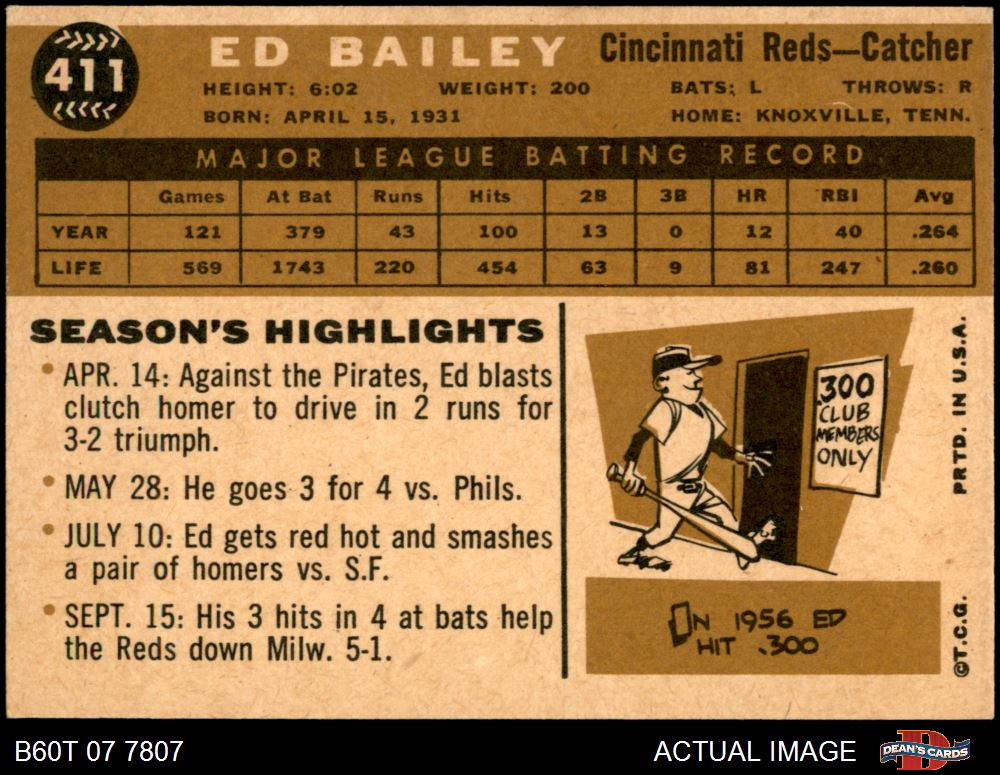 411
ED BAILEY Cincinnati Reds—Catcher
HEIGHT: 6:02 WEIGHT: 200 BATS: L THROWS: R
BORN: APRIL 15, 1931 HOME: KNOXVILLE, TENN.
MAJOR LEAGUE BATTING RECORD
Games At Bat Runs Hits 2B 3B HR RBI Avg
YEAR 121 379 43 100 13 0 12 40 .264
LIFE 569 1743 220 454 63 9 81 247 .260
SEASON'S HIGHLIGHTS
• APR. 14: Against the Pirates, Ed blasts
clutch homer to drive in 2 runs for
3-2 triumph.
• MAY 28: He goes 3 for 4 vs. Phils.
• JULY 10: Ed gets red hot and smashes
a pair of homers vs. S.F.
• SEPT. 15: His 3 hits in 4 at bats help
the Reds down Milw. 5-1.
.300
CLUB
MEMBERS
ONLY
IN 1956 ED
HIT .300
PRTD. IN U.S.A.
©T.C.G.
B60T 07 7807
ACTUAL IMAGE
D
DEAN'S CARDS